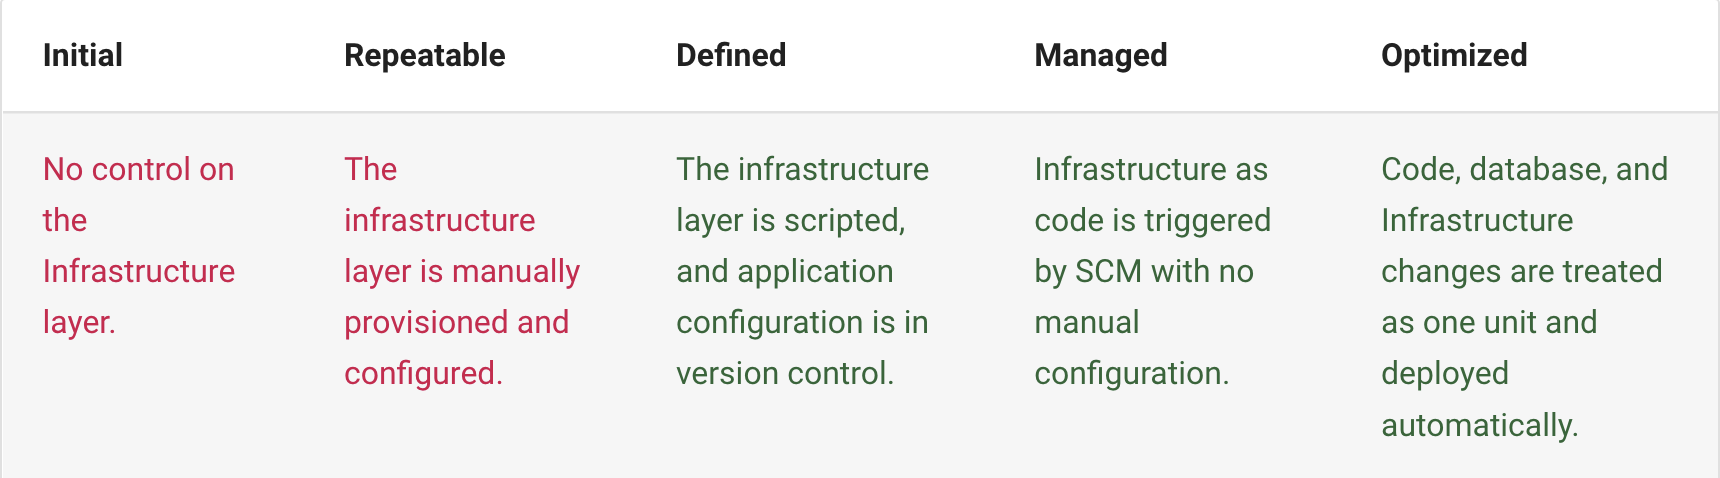 Initial
Repeatable
Defined
Managed
Optimized
No control on
the
Infrastructure
layer.
The
infrastructure
layer is manually
provisioned and
configured.
The infrastructure
layer is scripted,
and application
configuration is in
version control.
Infrastructure as
code is triggered
by SCM with no
manual
configuration.
Code, database, and
Infrastructure
changes are treated
as one unit and
deployed
automatically.